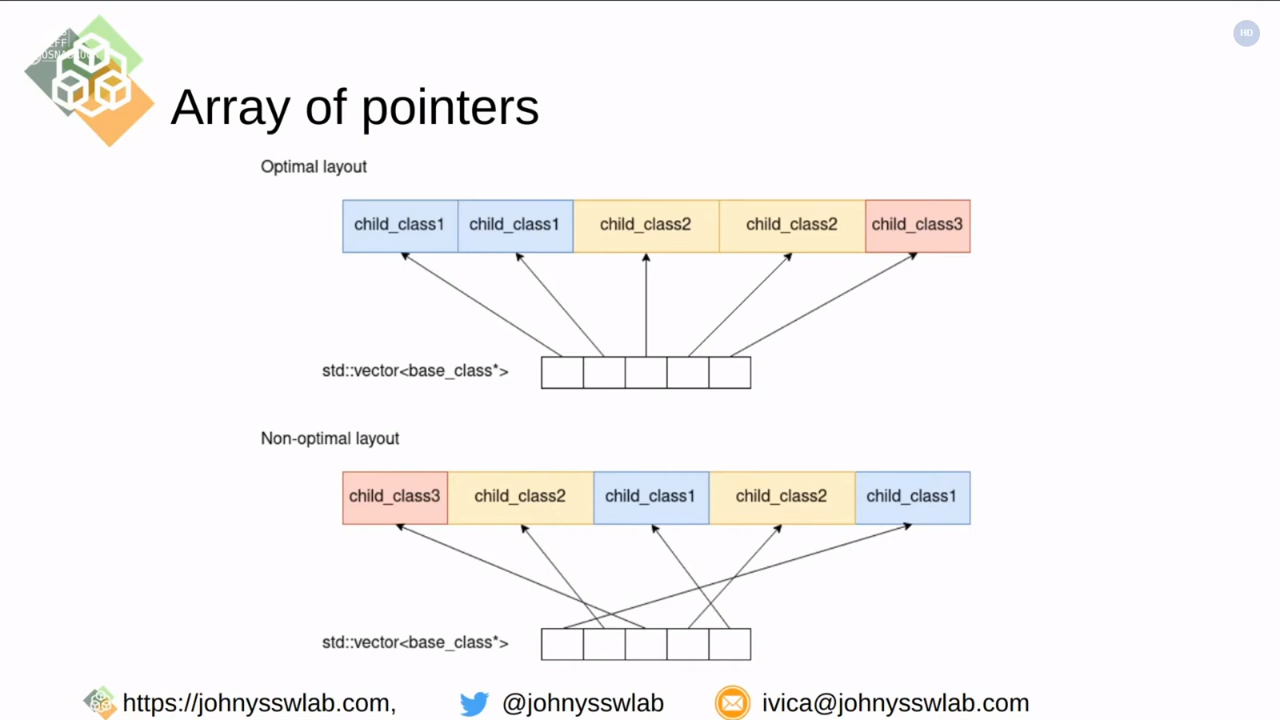 HD
Array of pointers
Optimal layout
child_class1 child_class1 child_class2 child_class2 child_class3
std::vector<base_class*>
Non-optimal layout
child_class3 child_class2 child_class1 child_class2 child_class1
std::vector<base_class*>
https://johnysswlab.com, @johnysswlab ivica@johnysswlab.com